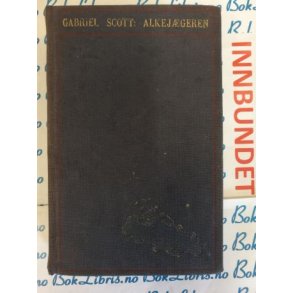 GABRIEL SCOTT: ALKEJÆGEREN
INNBUNDET
BokLibris.no